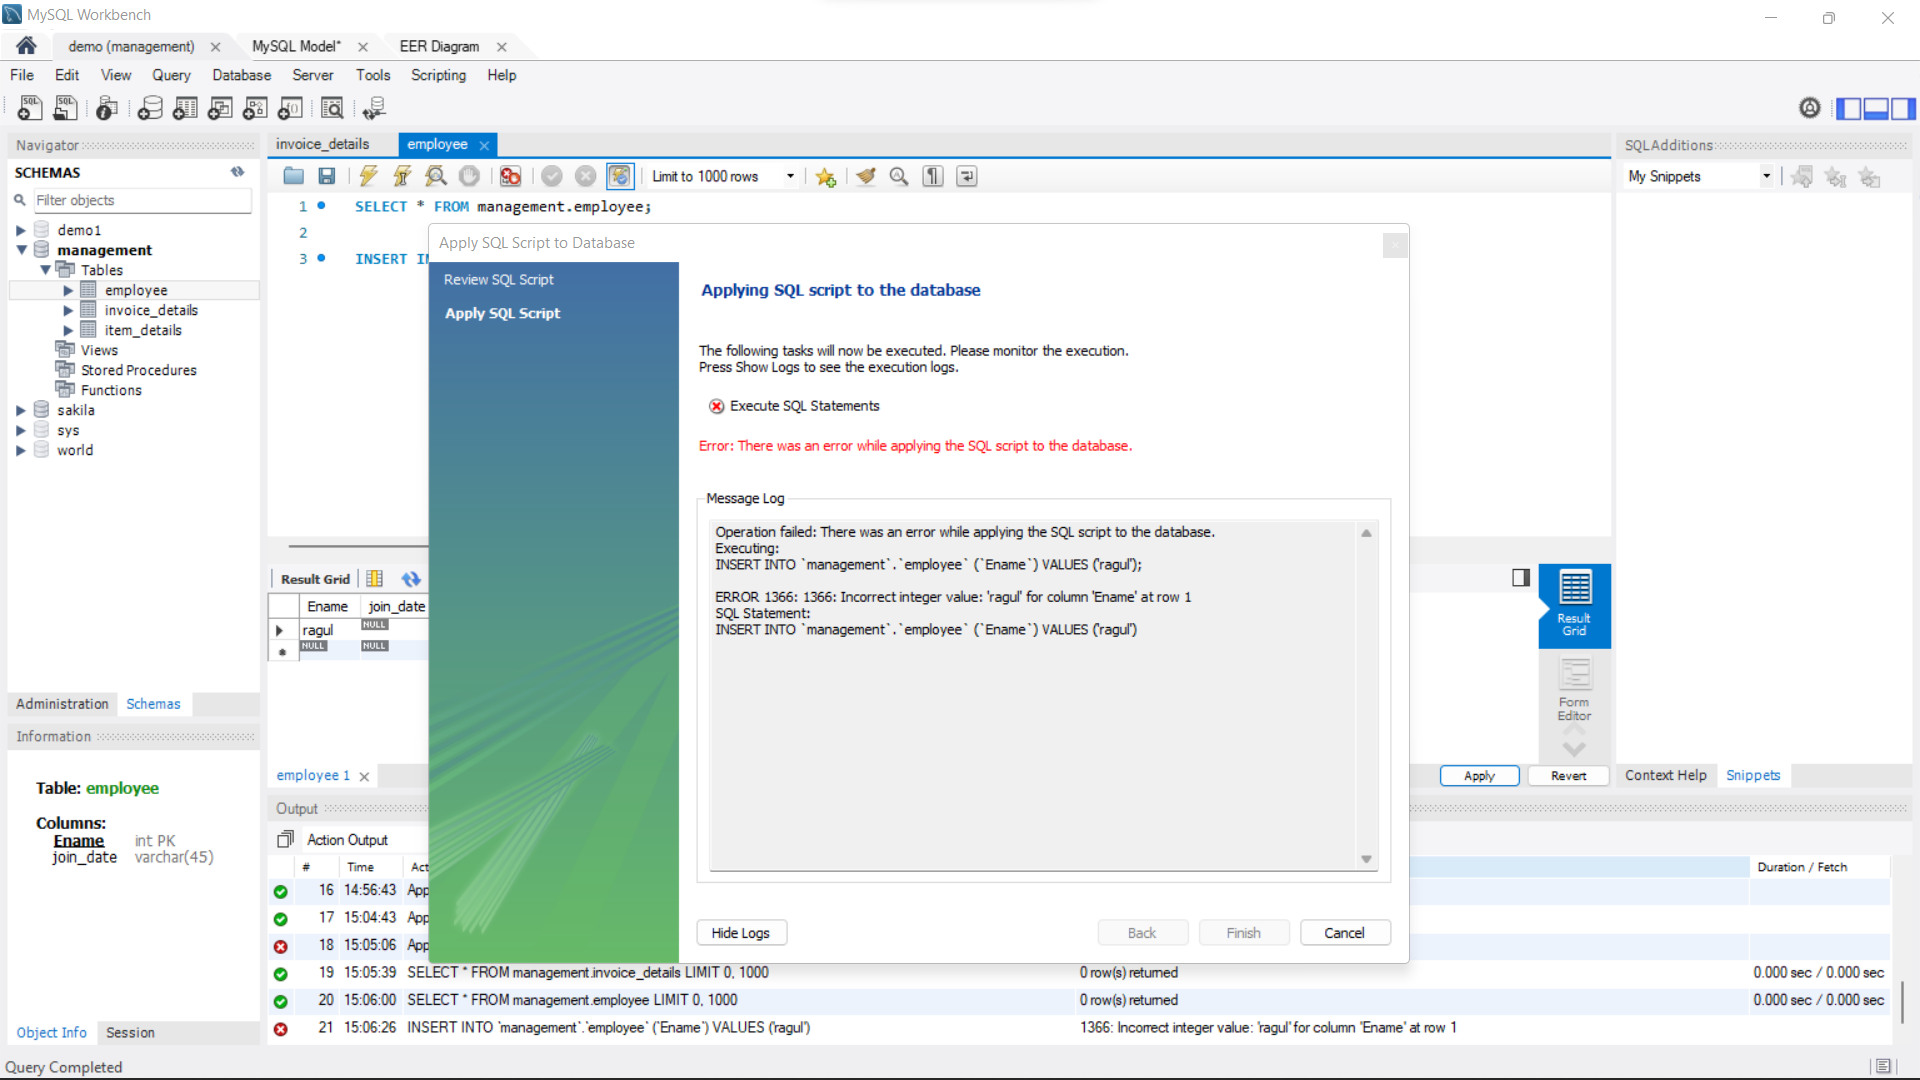 MySQL Workbench
demo (management)
MySQL Model*
EER Diagram
File Edit View Query Database Server Tools Scripting Help
Navigator
SCHEMAS
Filter objects
demo1
management
Tables
employee
invoice_details
item_details
Views
Stored Procedures
Functions
sakila
sys
world
Administration Schemas
Information
Table: employee
Columns:
Ename int PK
join_date varchar(45)
Object Info Session
Query Completed
invoice_details employee
Limit to 1000 rows
1 SELECT * FROM management.employee;
2
3 INSERT IN
Apply SQL Script to Database
Review SQL Script
Apply SQL Script
Applying SQL script to the database
The following tasks will now be executed. Please monitor the execution.
Press Show Logs to see the execution logs.
Execute SQL Statements
Error: There was an error while applying the SQL script to the database.
Message Log
Operation failed: There was an error while applying the SQL script to the database.
Executing:
INSERT INTO `management`.`employee` (`Ename`) VALUES ('ragul');
ERROR 1366: 1366: Incorrect integer value: 'ragul' for column 'Ename' at row 1
SQL Statement:
INSERT INTO `management`.`employee` (`Ename`) VALUES ('ragul')
Hide Logs Back Finish Cancel
Result Grid
Ename join_date
ragul NULL
NULL NULL
employee 1
Result
Grid
Form
Editor
Apply Revert
Output
Action Output
# Time Act Duration / Fetch
16 14:56:43 App
17 15:04:43 App
18 15:05:06 App
19 15:05:39 SELECT * FROM management.invoice_details LIMIT 0, 1000 0 row(s) returned 0.000 sec / 0.000 sec
20 15:06:00 SELECT * FROM management.employee LIMIT 0, 1000 0 row(s) returned 0.000 sec / 0.000 sec
21 15:06:26 INSERT INTO `management`.`employee` (`Ename`) VALUES ('ragul') 1366: Incorrect integer value: 'ragul' for column 'Ename' at row 1
SQLAdditions
My Snippets
Context Help Snippets